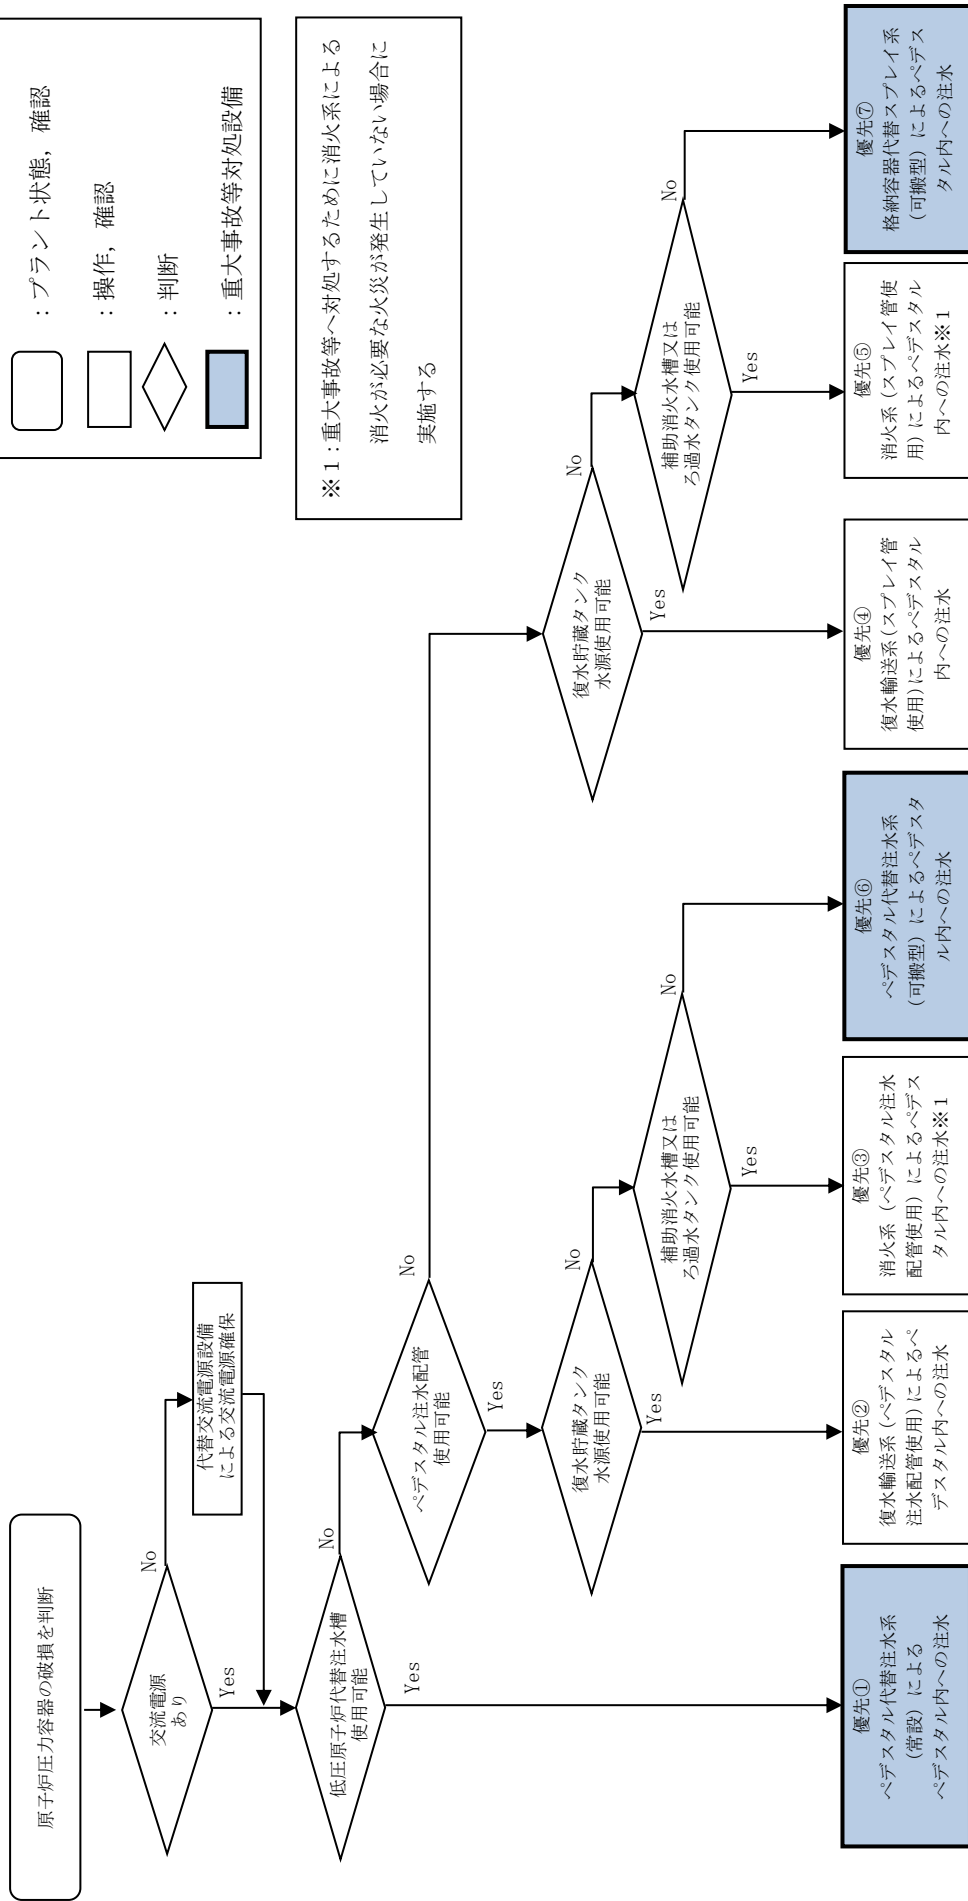 原子炉圧力容器の破損を判断
交流電源
あり
No
Yes
代替交流電源設備
による交流電源確保
低圧原子炉代替注水槽
使用可能
No
Yes
ペデスタル注水配管
使用可能
No
Yes
復水貯蔵タンク
水源使用可能
No
Yes
補助消火水槽又は
ろ過水タンク使用可能
No
Yes
復水貯蔵タンク
水源使用可能
No
Yes
補助消火水槽又は
ろ過水タンク使用可能
No
Yes
優先①
ペデスタル代替注水系
(常設)による
ペデスタル内への注水
優先②
復水輸送系(ペデスタル
注水配管使用)によるペ
デスタル内への注水
優先③
消火系(ペデスタル注水
配管使用)によるペデス
タル内への注水※1
優先⑥
ペデスタル代替注水系
(可搬型)によるペデスタ
ル内への注水
優先④
復水輸送系(スプレイ管
使用)によるペデスタル
内への注水
優先⑤
消火系(スプレイ管使
用)によるペデスタル
内への注水※1
優先⑦
格納容器代替スプレイ系
(可搬型)によるペデス
タル内への注水
:プラント状態,確認
:操作,確認
:判断
:重大事故等対処設備
※1:重大事故等へ対処するために消火系による
消火が必要な火災が発生していない場合に
実施する